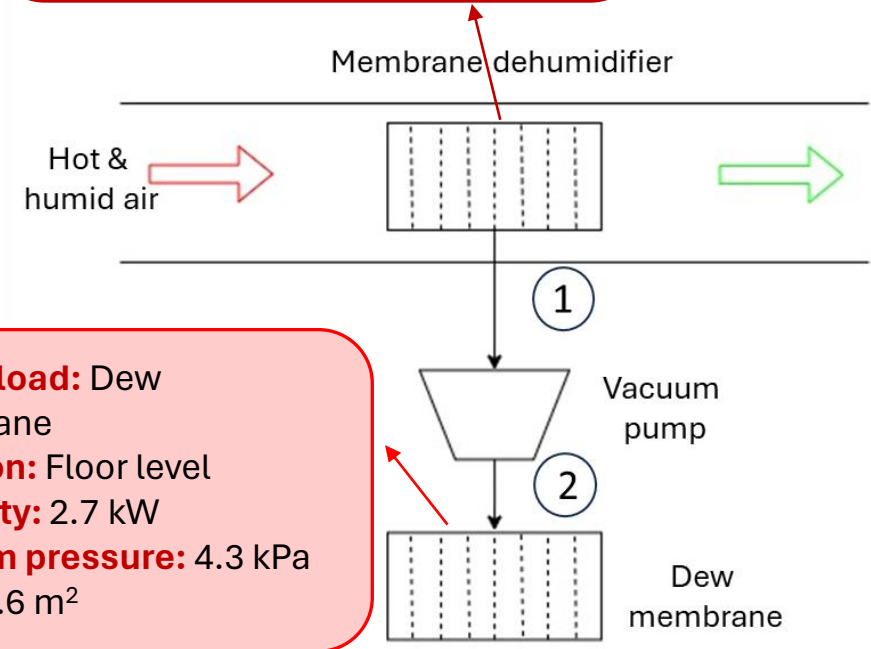 Membrane dehumidifier
Hot &
humid air
1
load: Dew
ane
on: Floor level
ty: 2.7 kW
m pressure: 4.3 kPa
.6 m²
Vacuum
pump
2
Dew
membrane